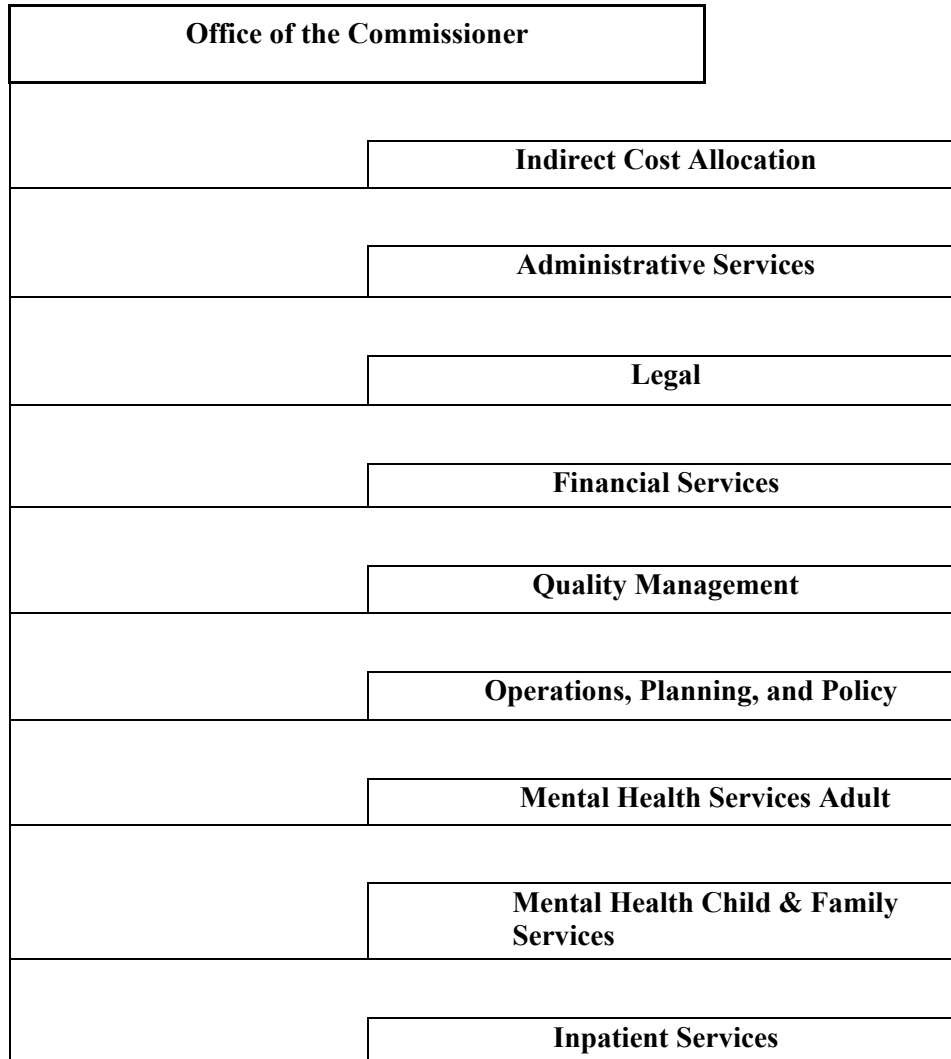 Office of the Commissioner
Indirect Cost Allocation
Administrative Services
Legal
Financial Services
Quality Management
Operations, Planning, and Policy
Mental Health Services Adult
Mental Health Child & Family
Services
Inpatient Services